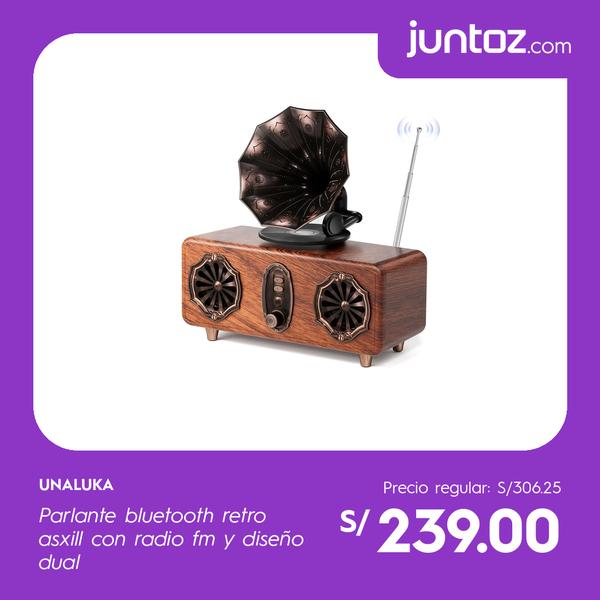 juntoz.com
UNALUKA
Parlante bluetooth retro
asxill con radio fm y diseño
dual
Precio regular: S/306.25
S/ 239.00